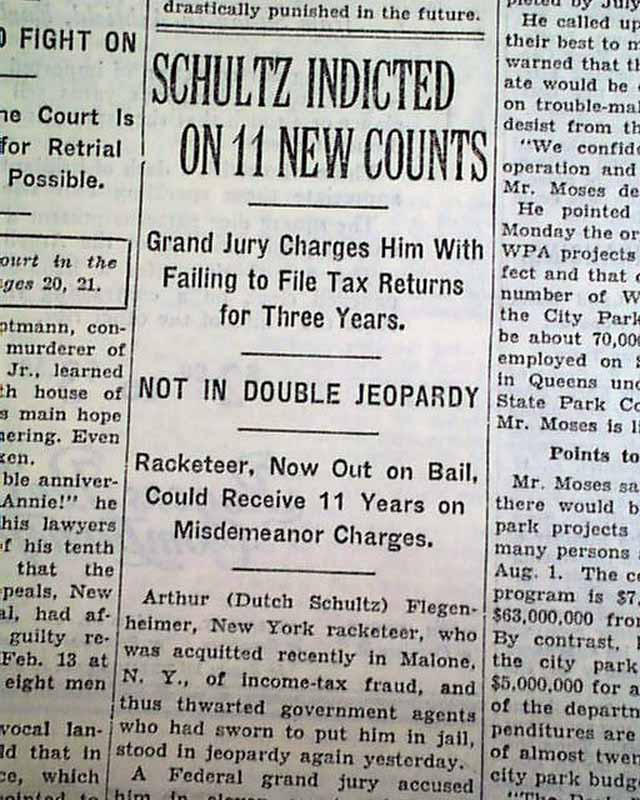 drastically punished in the future.
SCHULTZ INDICTED
ON 11 NEW COUNTS
Grand Jury Charges Him With
Failing to File Tax Returns
for Three Years.
NOT IN DOUBLE JEOPARDY
Racketeer, Now Out on Bail,
Could Receive 11 Years on
Misdemeanor Charges.
Arthur (Dutch Schultz) Flegen-
heimer, New York racketeer, who
was acquitted recently in Malone,
N. Y., of income-tax fraud, and
thus thwarted government agents
who had sworn to put him in jail,
stood in jeopardy again yesterday.
A Federal grand jury accused
FIGHT ON
Court Is
for Retrial
Possible.
ourt in the
ges 20, 21.
ptmann, con-
murderer of
Jr., learned
th house of
s main hope
mering. Even
ken.
ble anniver-
Annie!" he
his lawyers
f his tenth
that the
peals, New
al, had af-
guilty re-
Feb. 13 at
eight men
vocal lan-
ld that in
ce, which
He called up
their best to
warned that
ate would be
on trouble-ma
desist from
"We confid
operation and
Mr. Moses de
He pointed
Monday the or
WPA projects
fect and that
number of W
the City Park
be about 70,00
employed on
in Queens un
State Park Co
Mr. Moses is
Points to
Mr. Moses sa
there would b
park projects
many persons
Aug. 1. The c
program is $7,
$63,000,000 from
By contrast,
the city park
$5,000,000 for a
of the departm
penditures are
of almost twen
city park budg